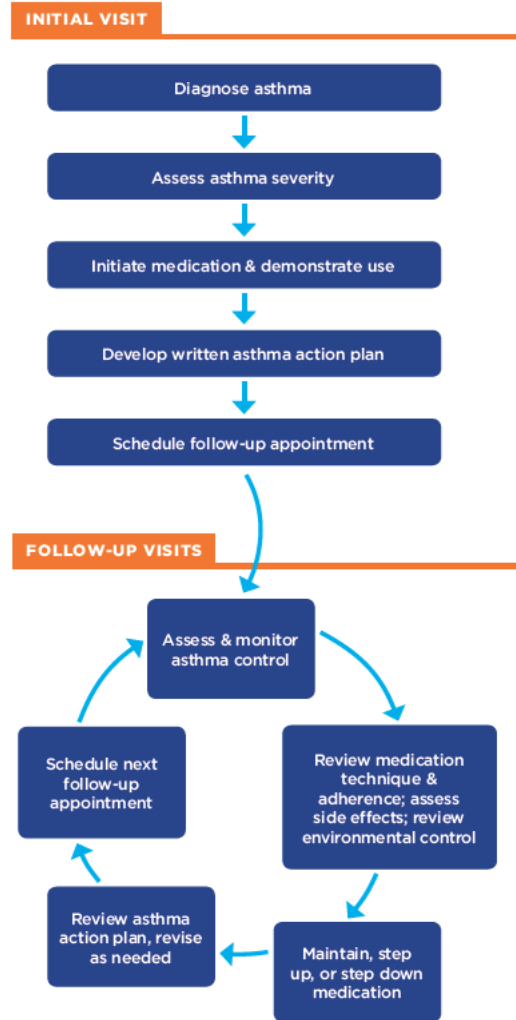 INITIAL VISIT
Diagnose asthma
Assess asthma severity
Initiate medication & demonstrate use
Develop written asthma action plan
Schedule follow-up appointment
FOLLOW-UP VISITS
Assess & monitor
asthma control
Review medication
technique &
adherence; assess
side effects; review
environmental control
Maintain, step
up, or step down
medication
Review asthma
action plan, revise
as needed
Schedule next
follow-up
appointment